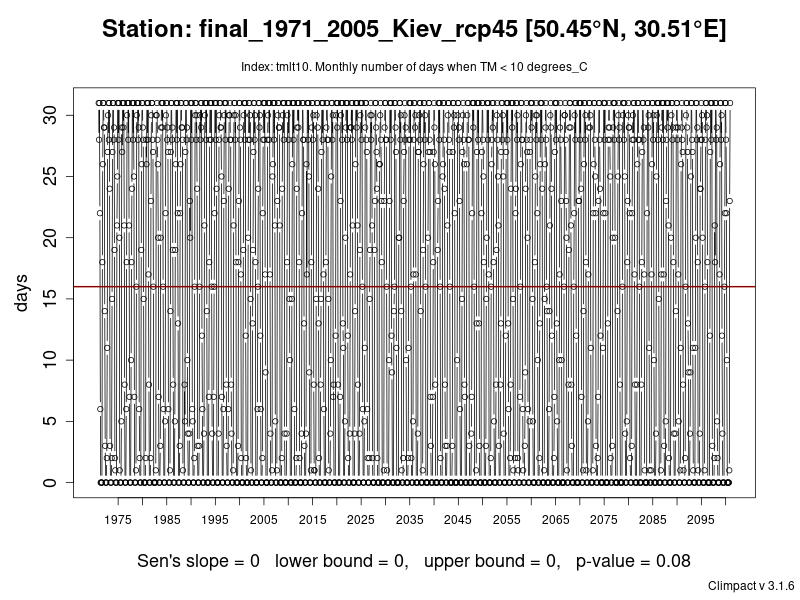 Station: final_1971_2005_Kiev_rcp45 [50.45°N, 30.51°E]
Index: tmlt10. Monthly number of days when TM < 10 degrees_C
days
30
25
20
15
10
5
0
1975 1985 1995 2005 2015 2025 2035 2045 2055 2065 2075 2085 2095
Sen's slope = 0 lower bound = 0, upper bound = 0, p-value = 0.08
Climpact v 3.1.6